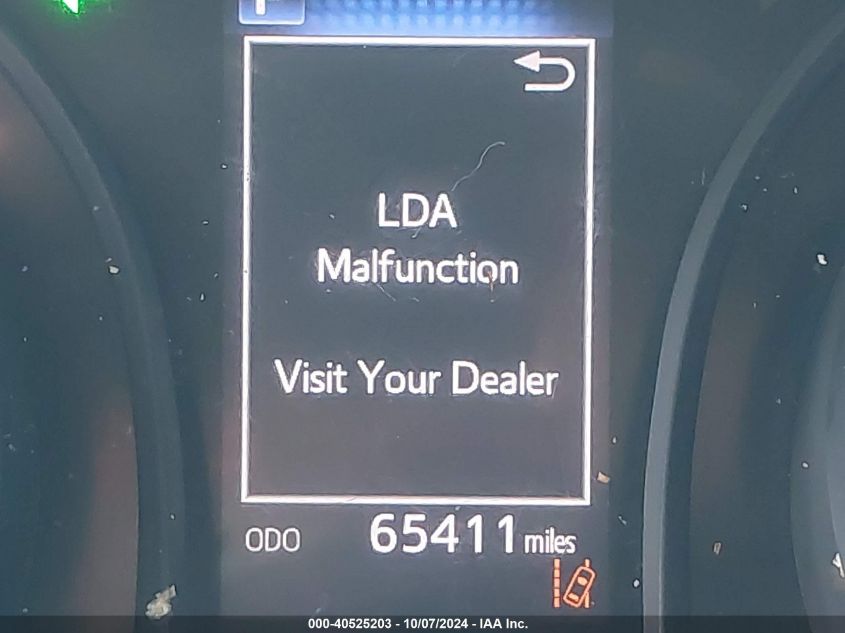 LDA
Malfunction
Visit Your Dealer
ODO 65411 miles
000-40525203 - 10/07/2024 - IAA Inc.